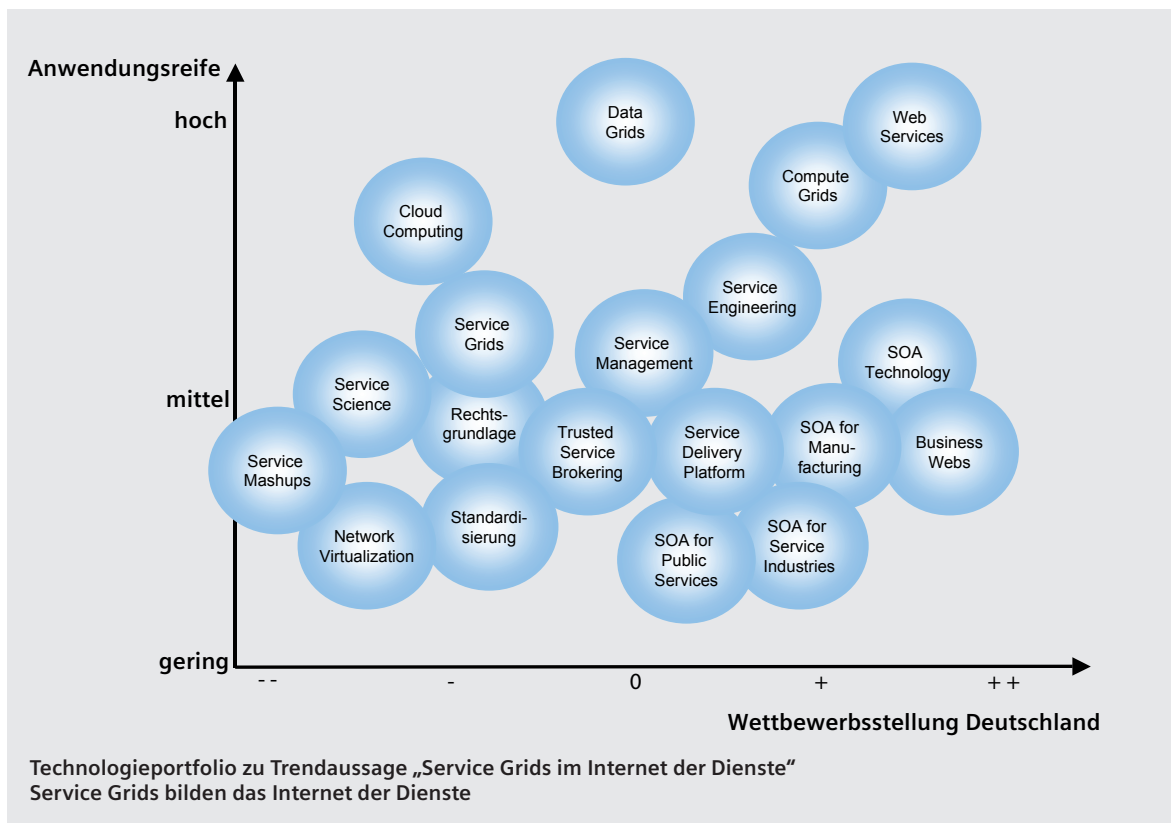 Anwendungsreife
hoch
mittel
gering
Data
Grids
Web
Services
Compute
Grids
Cloud
Computing
Service
Engineering
Service
Grids
Service
Management
SOA
Technology
Service
Science
Rechts-
grundlage
Trusted
Service
Brokering
Service
Delivery
Platform
SOA for
Manu-
facturing
Business
Webs
Service
Mashups
Network
Virtualization
Standardi-
sierung
SOA for
Public
Services
SOA for
Service
Industries
- -
-
0
+
+ +
Wettbewerbsstellung Deutschland
Technologieportfolio zu Trendaussage „Service Grids im Internet der Dienste“
Service Grids bilden das Internet der Dienste